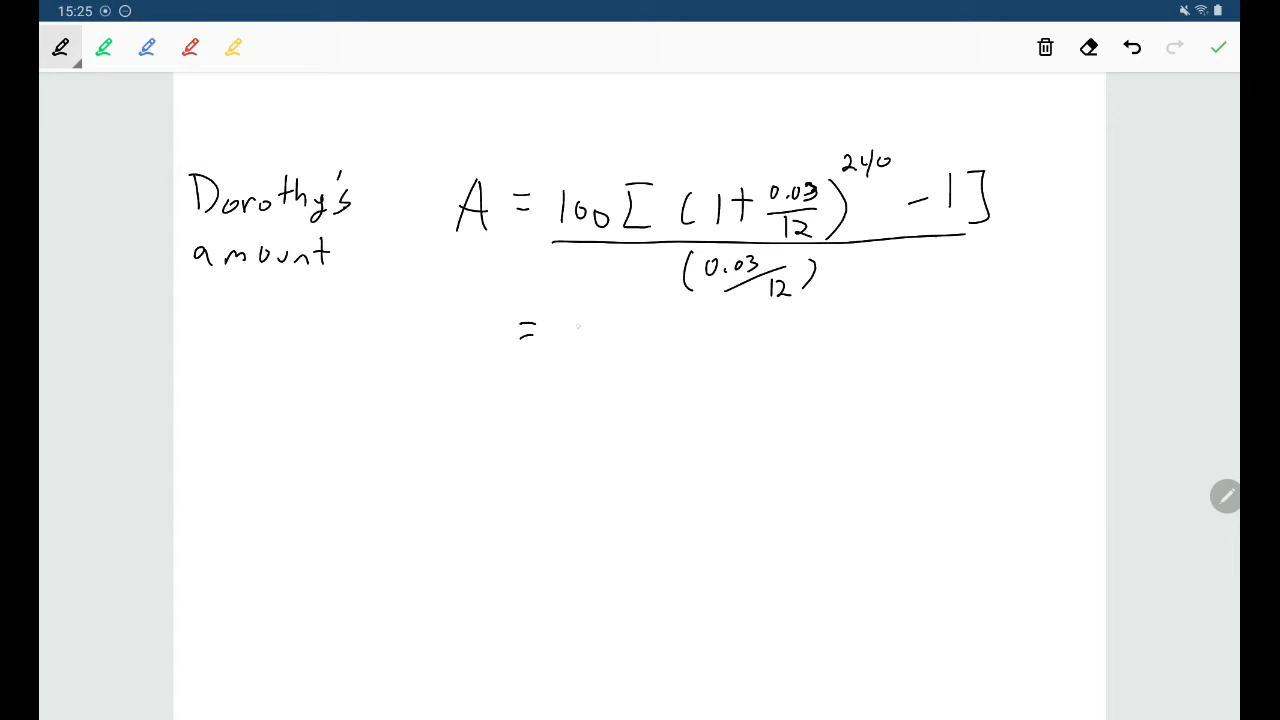 15:25
Dorothy's
amount
A = 100[(1+0.03/12)^240 -1]
(0.03/12)
=